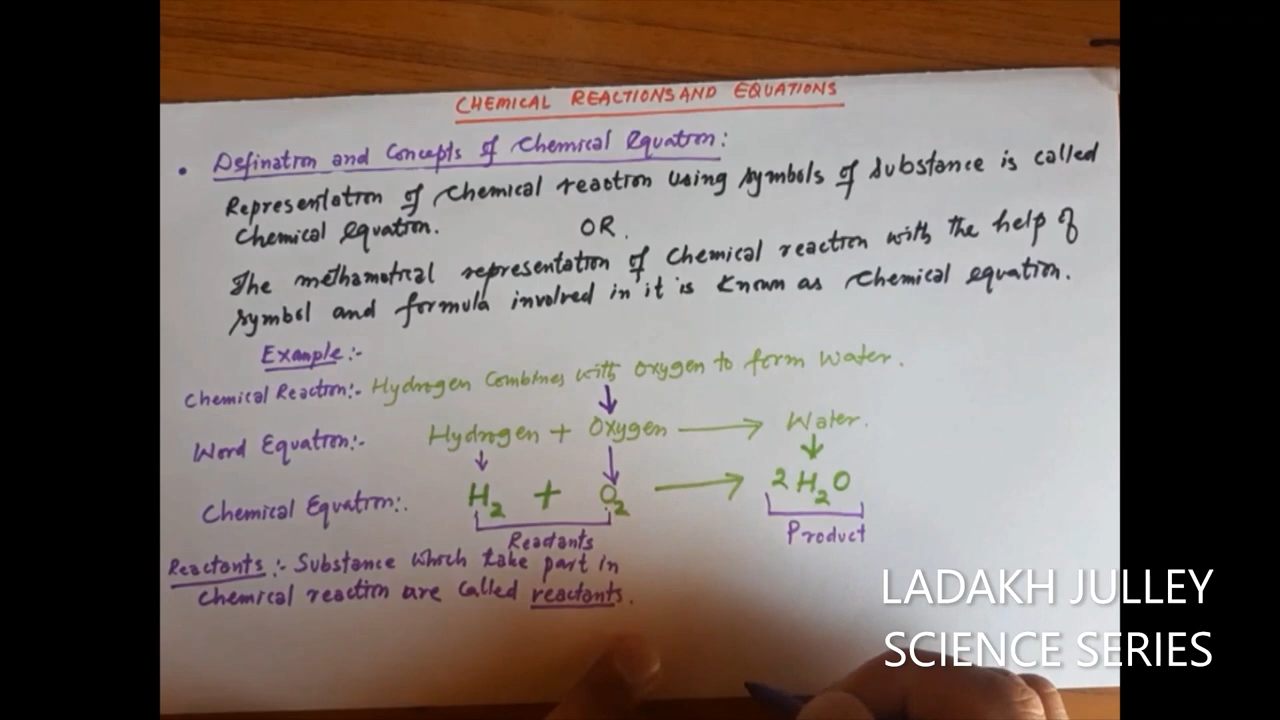 CHEMICAL REACTIONS AND EQUATIONS
• Defination and Concepts of Chemical Equation:
Representation of Chemical reaction using symbols of substance is called
Chemical equation. OR.
The methamatical representation of Chemical reaction with the help of
symbol and formula involved in it is known as Chemical equation.
Example:-
Chemical Reaction:- Hydrogen Combines with Oxygen to form Water.
Word Equation:- Hydrogen + Oxygen ⟶ Water.
Chemical Equation:. H₂ + O₂ ⟶ 2H₂O
Reactants Product
Reactants:- Substance which take part in
Chemical reaction are called reactants.
LADAKH JULLEY
SCIENCE SERIES